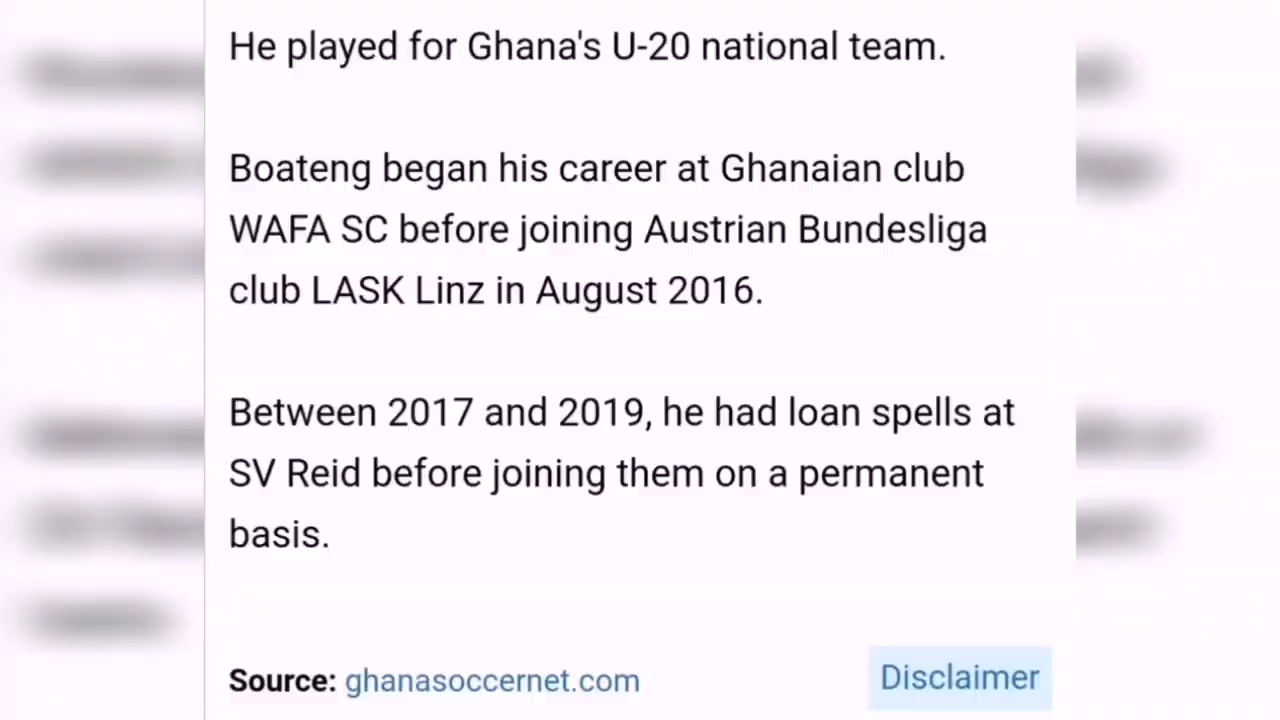 He played for Ghana's U-20 national team.
Boateng began his career at Ghanaian club
WAFA SC before joining Austrian Bundesliga
club LASK Linz in August 2016.
Between 2017 and 2019, he had loan spells at
SV Reid before joining them on a permanent
basis.
Source: ghanasoccernet.com
Disclaimer